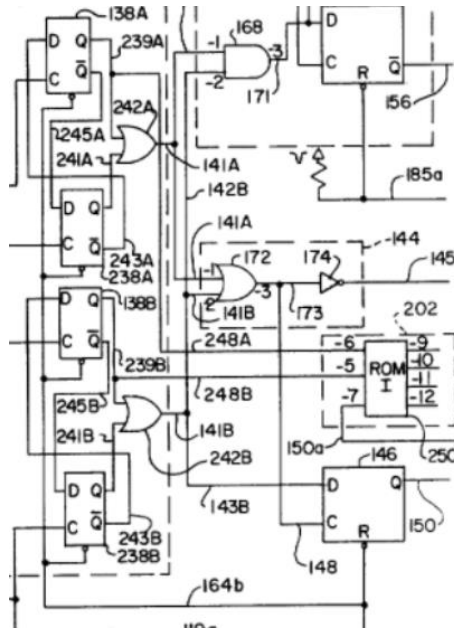 138A
168
D Q
239A
-1
-3
D
C Q̅
-2
R Q̅
242A
171
156
245A
241A
141A
142B
185a
D Q
141A
C Q̅
243A
172
174
144
238A
-1
145
138B
-2
-3
141B
173
202
Q̅
C
239B
248A
-6
-9
-10
-5
ROM
I
-11
245B
248B
-7
-12
241B
141B
150a
250
242B
146
D Q
D Q
143B
C Q̅
C
150
243B
R
238B
148
164b